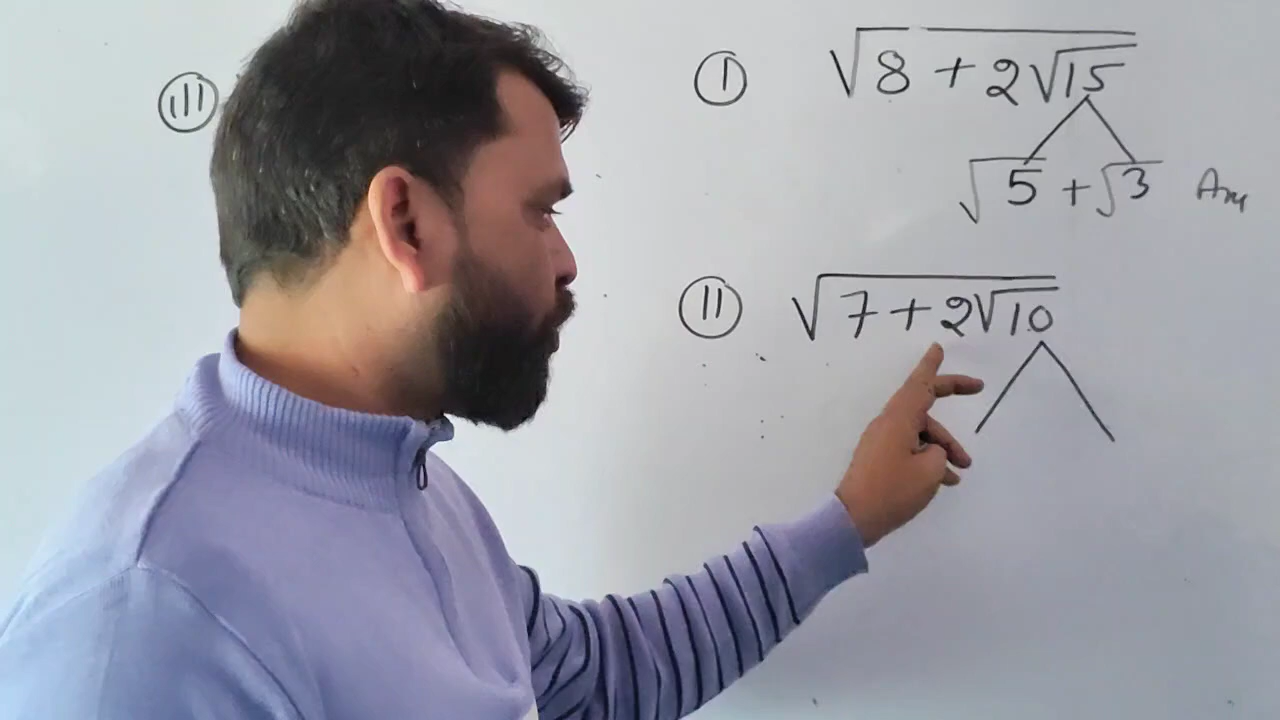 (III)
(I) √(8 + 2√15)
√5 + √3 Ans
(II) √(7 + 2√10)